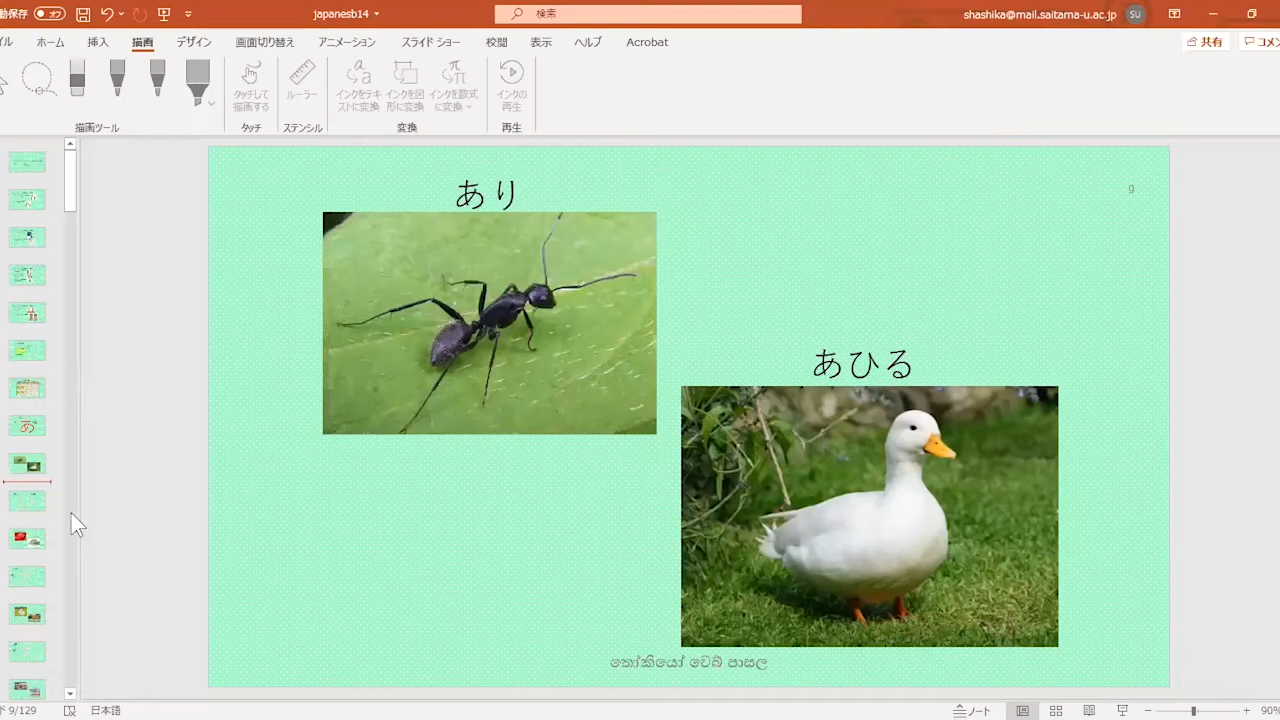 動保存 オフ japanesb14 検索 shashika@mail.saitama-u.ac.jp SU
イル ホーム 挿入 描画 デザイン 画面切り替え アニメーション スライド ショー 校閲 表示 ヘルプ Acrobat 共有 コメン
タッチして
描画する
ルーラー
インクをテキ
ストに変換
インクを図
形に変換
インクを数式
に変換
インクの
再生
描画ツール タッチ ステンシル 変換 再生
9
あり
あひる
තෝකියෝ වෙබ් පාසල
ド 9/129 日本語 ノート 90%